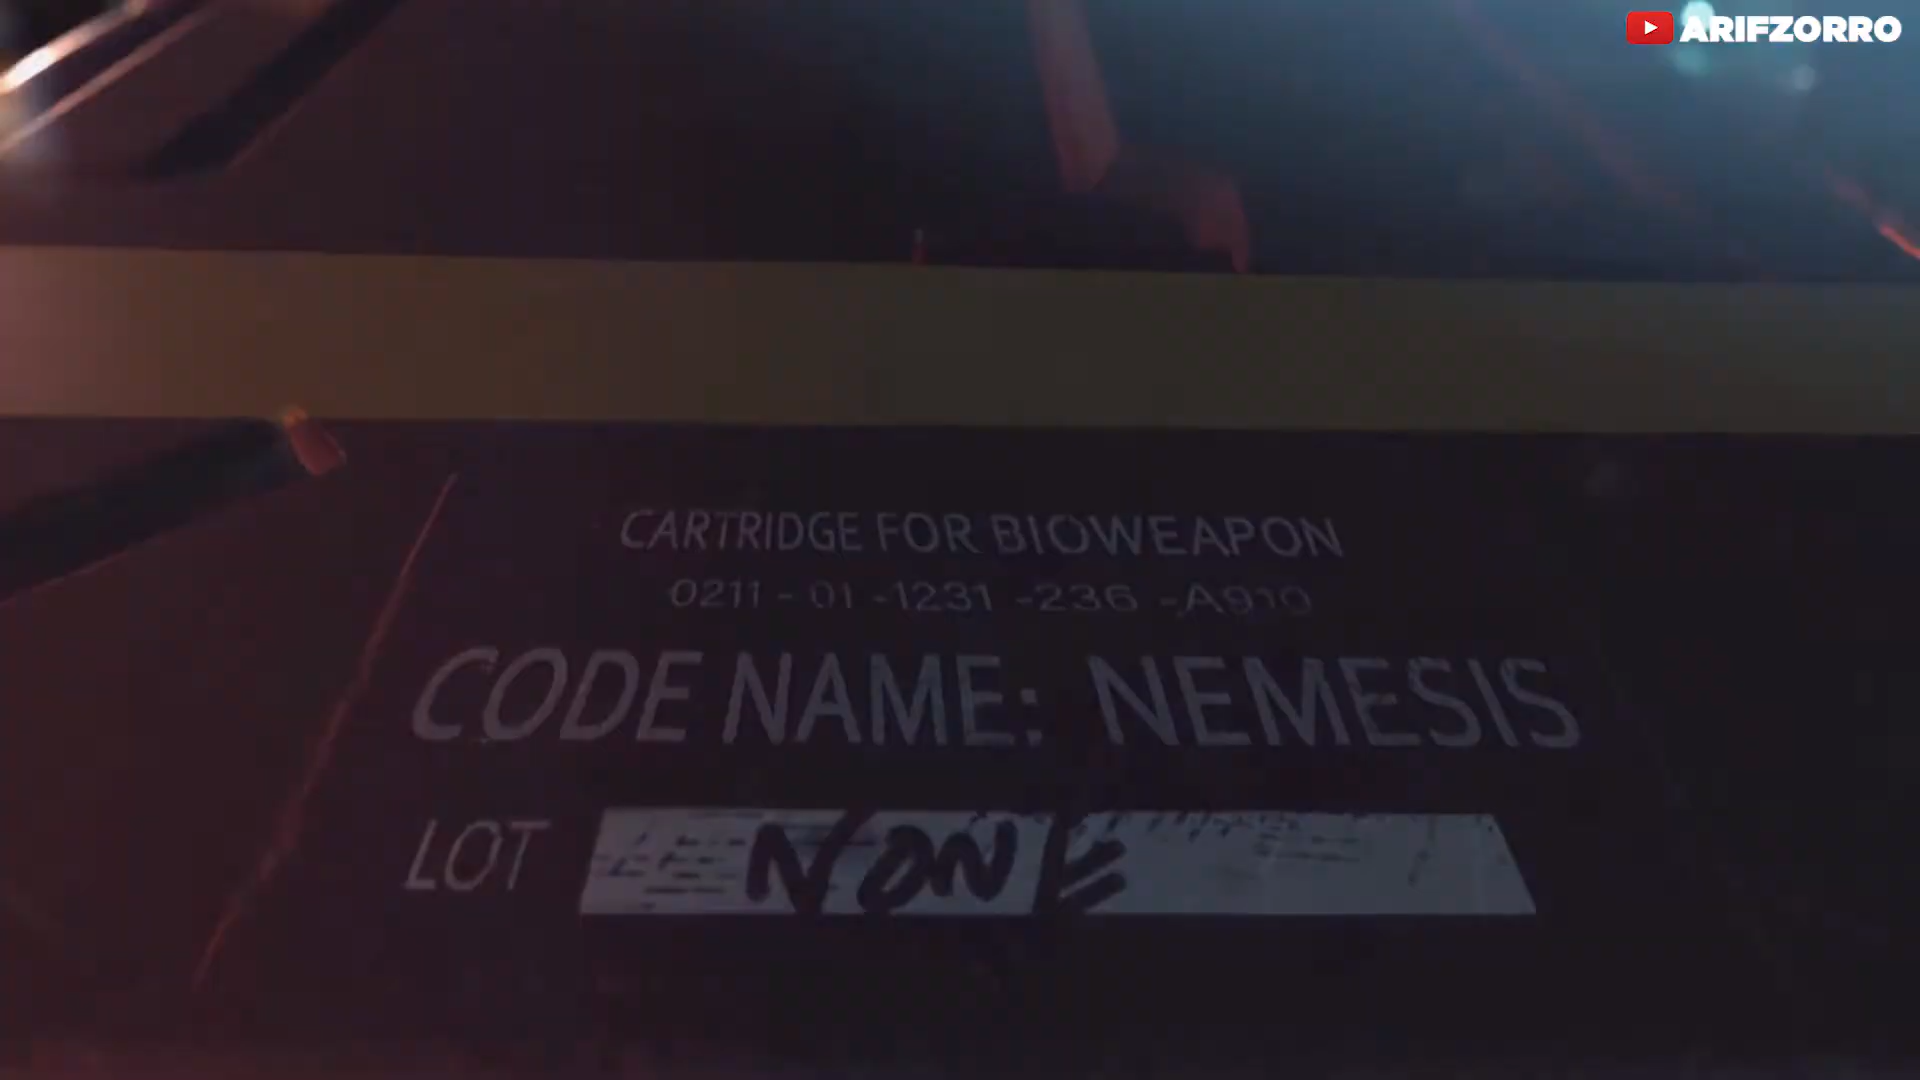 ARIFZORRO
CARTRIDGE FOR BIOWEAPON
0211 - 01 -1231 -236 -A910
CODE NAME: NEMESIS
LOT NONE